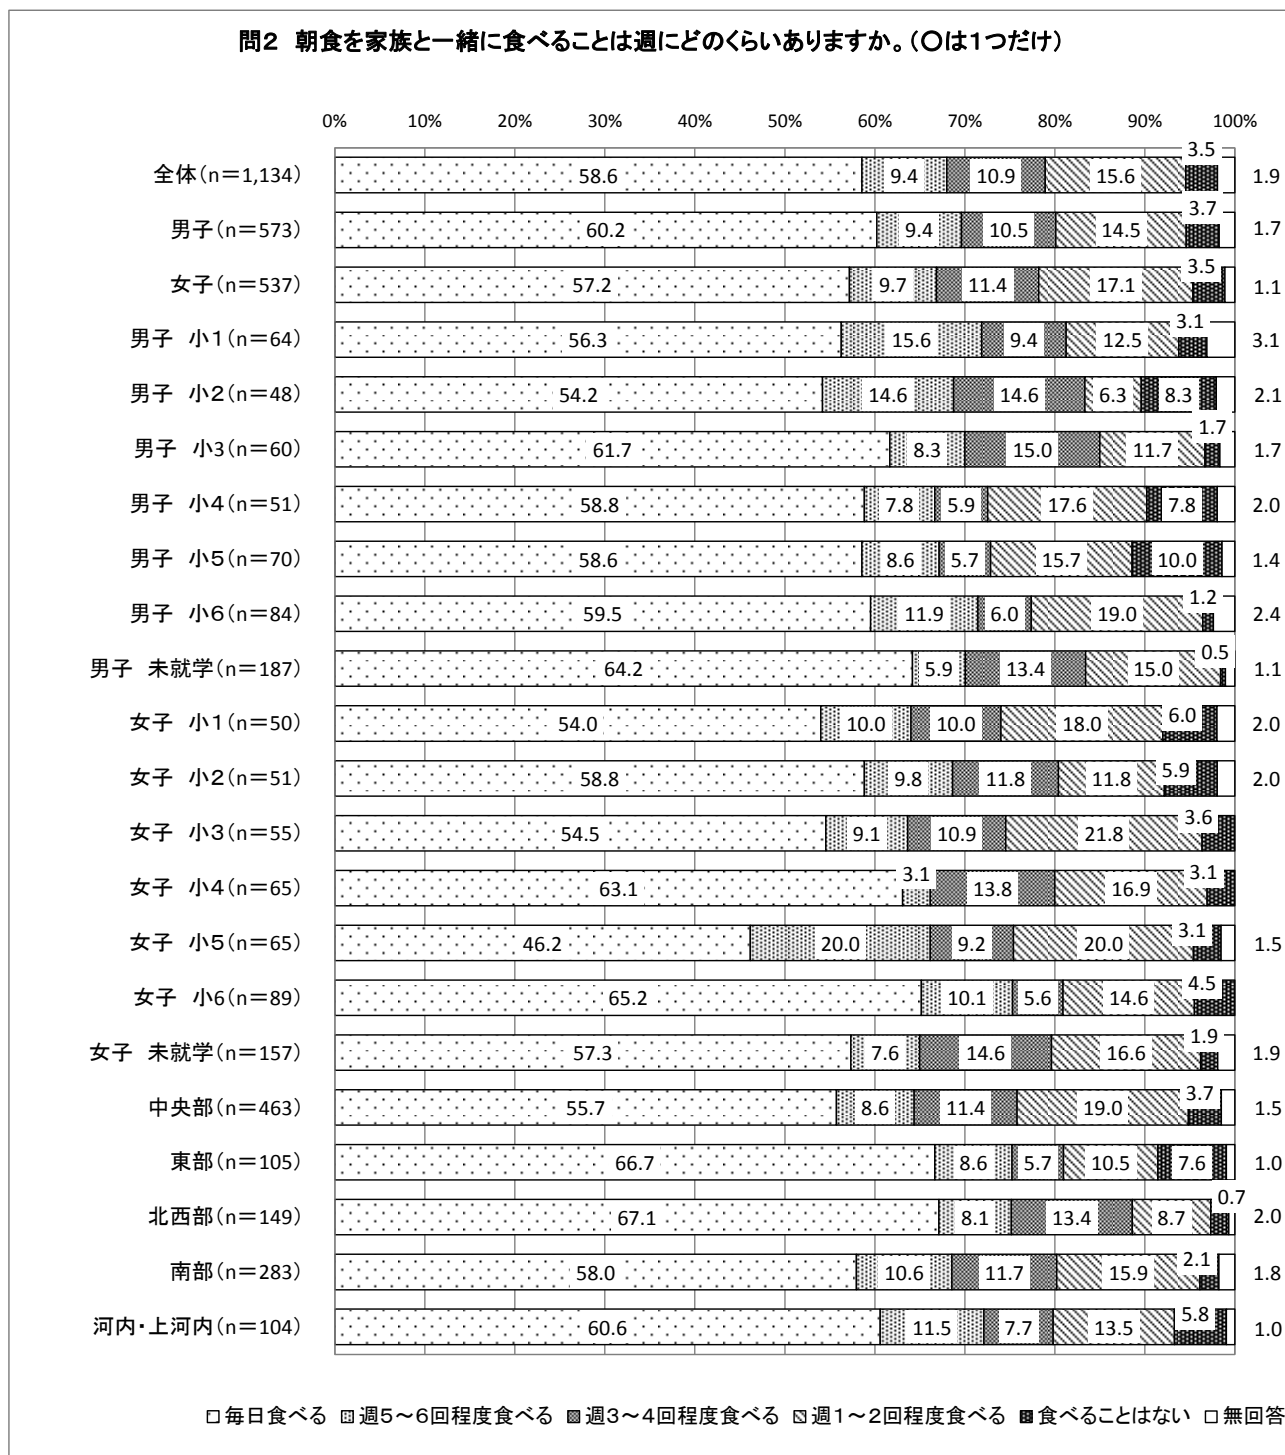 問2 朝食を家族と一緒に食べることは週にどのくらいありますか。(○は1つだけ)
0% 10% 20% 30% 40% 50% 60% 70% 80% 90% 100%
全体(n=1,134) 58.6 9.4 10.9 15.6 3.5 1.9
男子(n=573) 60.2 9.4 10.5 14.5 3.7 1.7
女子(n=537) 57.2 9.7 11.4 17.1 3.5 1.1
男子 小1(n=64) 56.3 15.6 9.4 12.5 3.1 3.1
男子 小2(n=48) 54.2 14.6 14.6 6.3 8.3 2.1
男子 小3(n=60) 61.7 8.3 15.0 11.7 1.7 1.7
男子 小4(n=51) 58.8 7.8 5.9 17.6 7.8 2.0
男子 小5(n=70) 58.6 8.6 5.7 15.7 10.0 1.4
男子 小6(n=84) 59.5 11.9 6.0 19.0 1.2 2.4
男子 未就学(n=187) 64.2 5.9 13.4 15.0 0.5 1.1
女子 小1(n=50) 54.0 10.0 10.0 18.0 6.0 2.0
女子 小2(n=51) 58.8 9.8 11.8 11.8 5.9 2.0
女子 小3(n=55) 54.5 9.1 10.9 21.8 3.6
女子 小4(n=65) 63.1 3.1 13.8 16.9 3.1
女子 小5(n=65) 46.2 20.0 9.2 20.0 3.1 1.5
女子 小6(n=89) 65.2 10.1 5.6 14.6 4.5
女子 未就学(n=157) 57.3 7.6 14.6 16.6 1.9 1.9
中央部(n=463) 55.7 8.6 11.4 19.0 3.7 1.5
東部(n=105) 66.7 8.6 5.7 10.5 7.6 1.0
北西部(n=149) 67.1 8.1 13.4 8.7 0.7 2.0
南部(n=283) 58.0 10.6 11.7 15.9 2.1 1.8
河内・上河内(n=104) 60.6 11.5 7.7 13.5 5.8 1.0
毎日食べる 週5~6回程度食べる 週3~4回程度食べる 週1~2回程度食べる 食べることはない 無回答